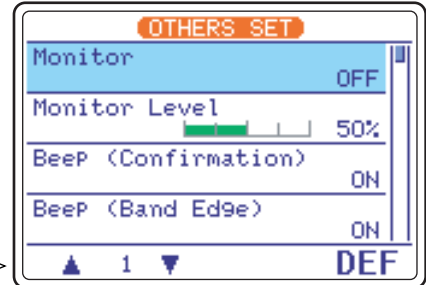 OTHERS SET
Monitor
OFF
Monitor Level
50%
Beep (Confirmation)
ON
Beep (Band Edge)
ON
▲ 1 ▼ DEF